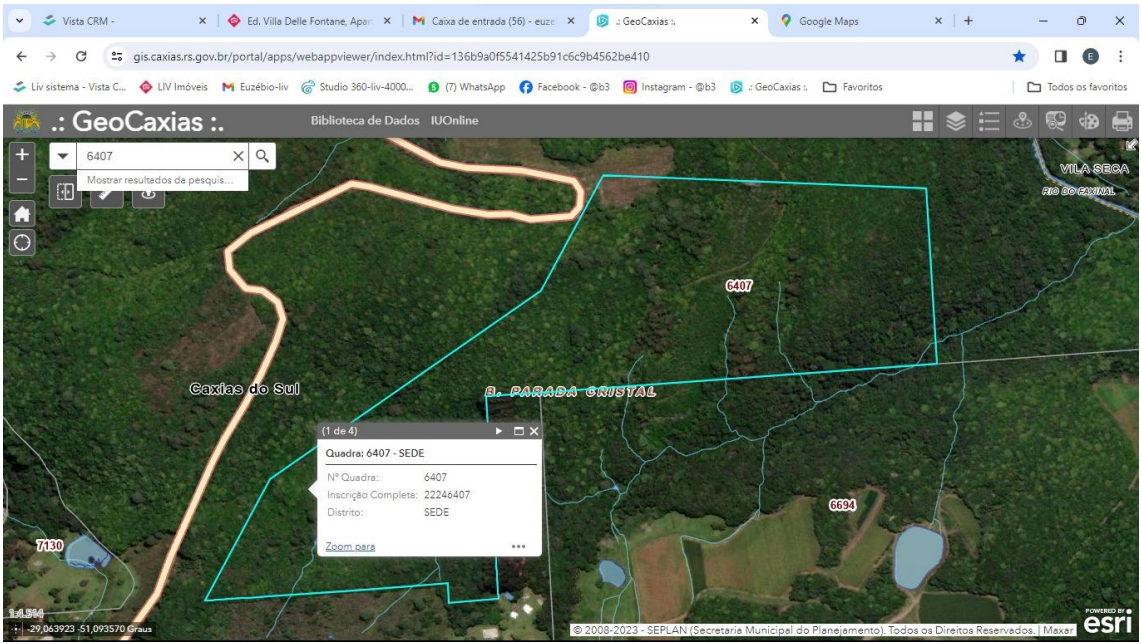 Vista CRM -
Ed. Villa Delle Fontane, Apar
Caixa de entrada (56) - euze
.: GeoCaxias :.
Google Maps
gis.caxias.rs.gov.br/portal/apps/webappviewer/index.html?id=136b9a0f5541425b91c6c9b4562be410
E
Liv sistema - Vista C...
LIV Imóveis
Euzébio-liv
Studio 360-liv-4000...
(7) WhatsApp
Facebook - @b3
Instagram - @b3
.: GeoCaxias :.
Favoritos
Todos os favoritos
.: GeoCaxias :.
Biblioteca de Dados IUOnline
6407
Mostrar resultados da pesquis...
VILA SECA
RIO DO FAXINAL
6407
Caxias do Sul
B. PARADA CRISTAL
(1 de 4)
Quadra: 6407 - SEDE
Nº Quadra: 6407
Inscrição Completa: 22246407
Distrito: SEDE
Zoom para
6694
7130
1:4.514
-29,063923 -51,093570 Graus
© 2008-2023 - SEPLAN (Secretaria Municipal do Planejamento). Todos os Direitos Reservados. | Maxar
POWERED BY
esri